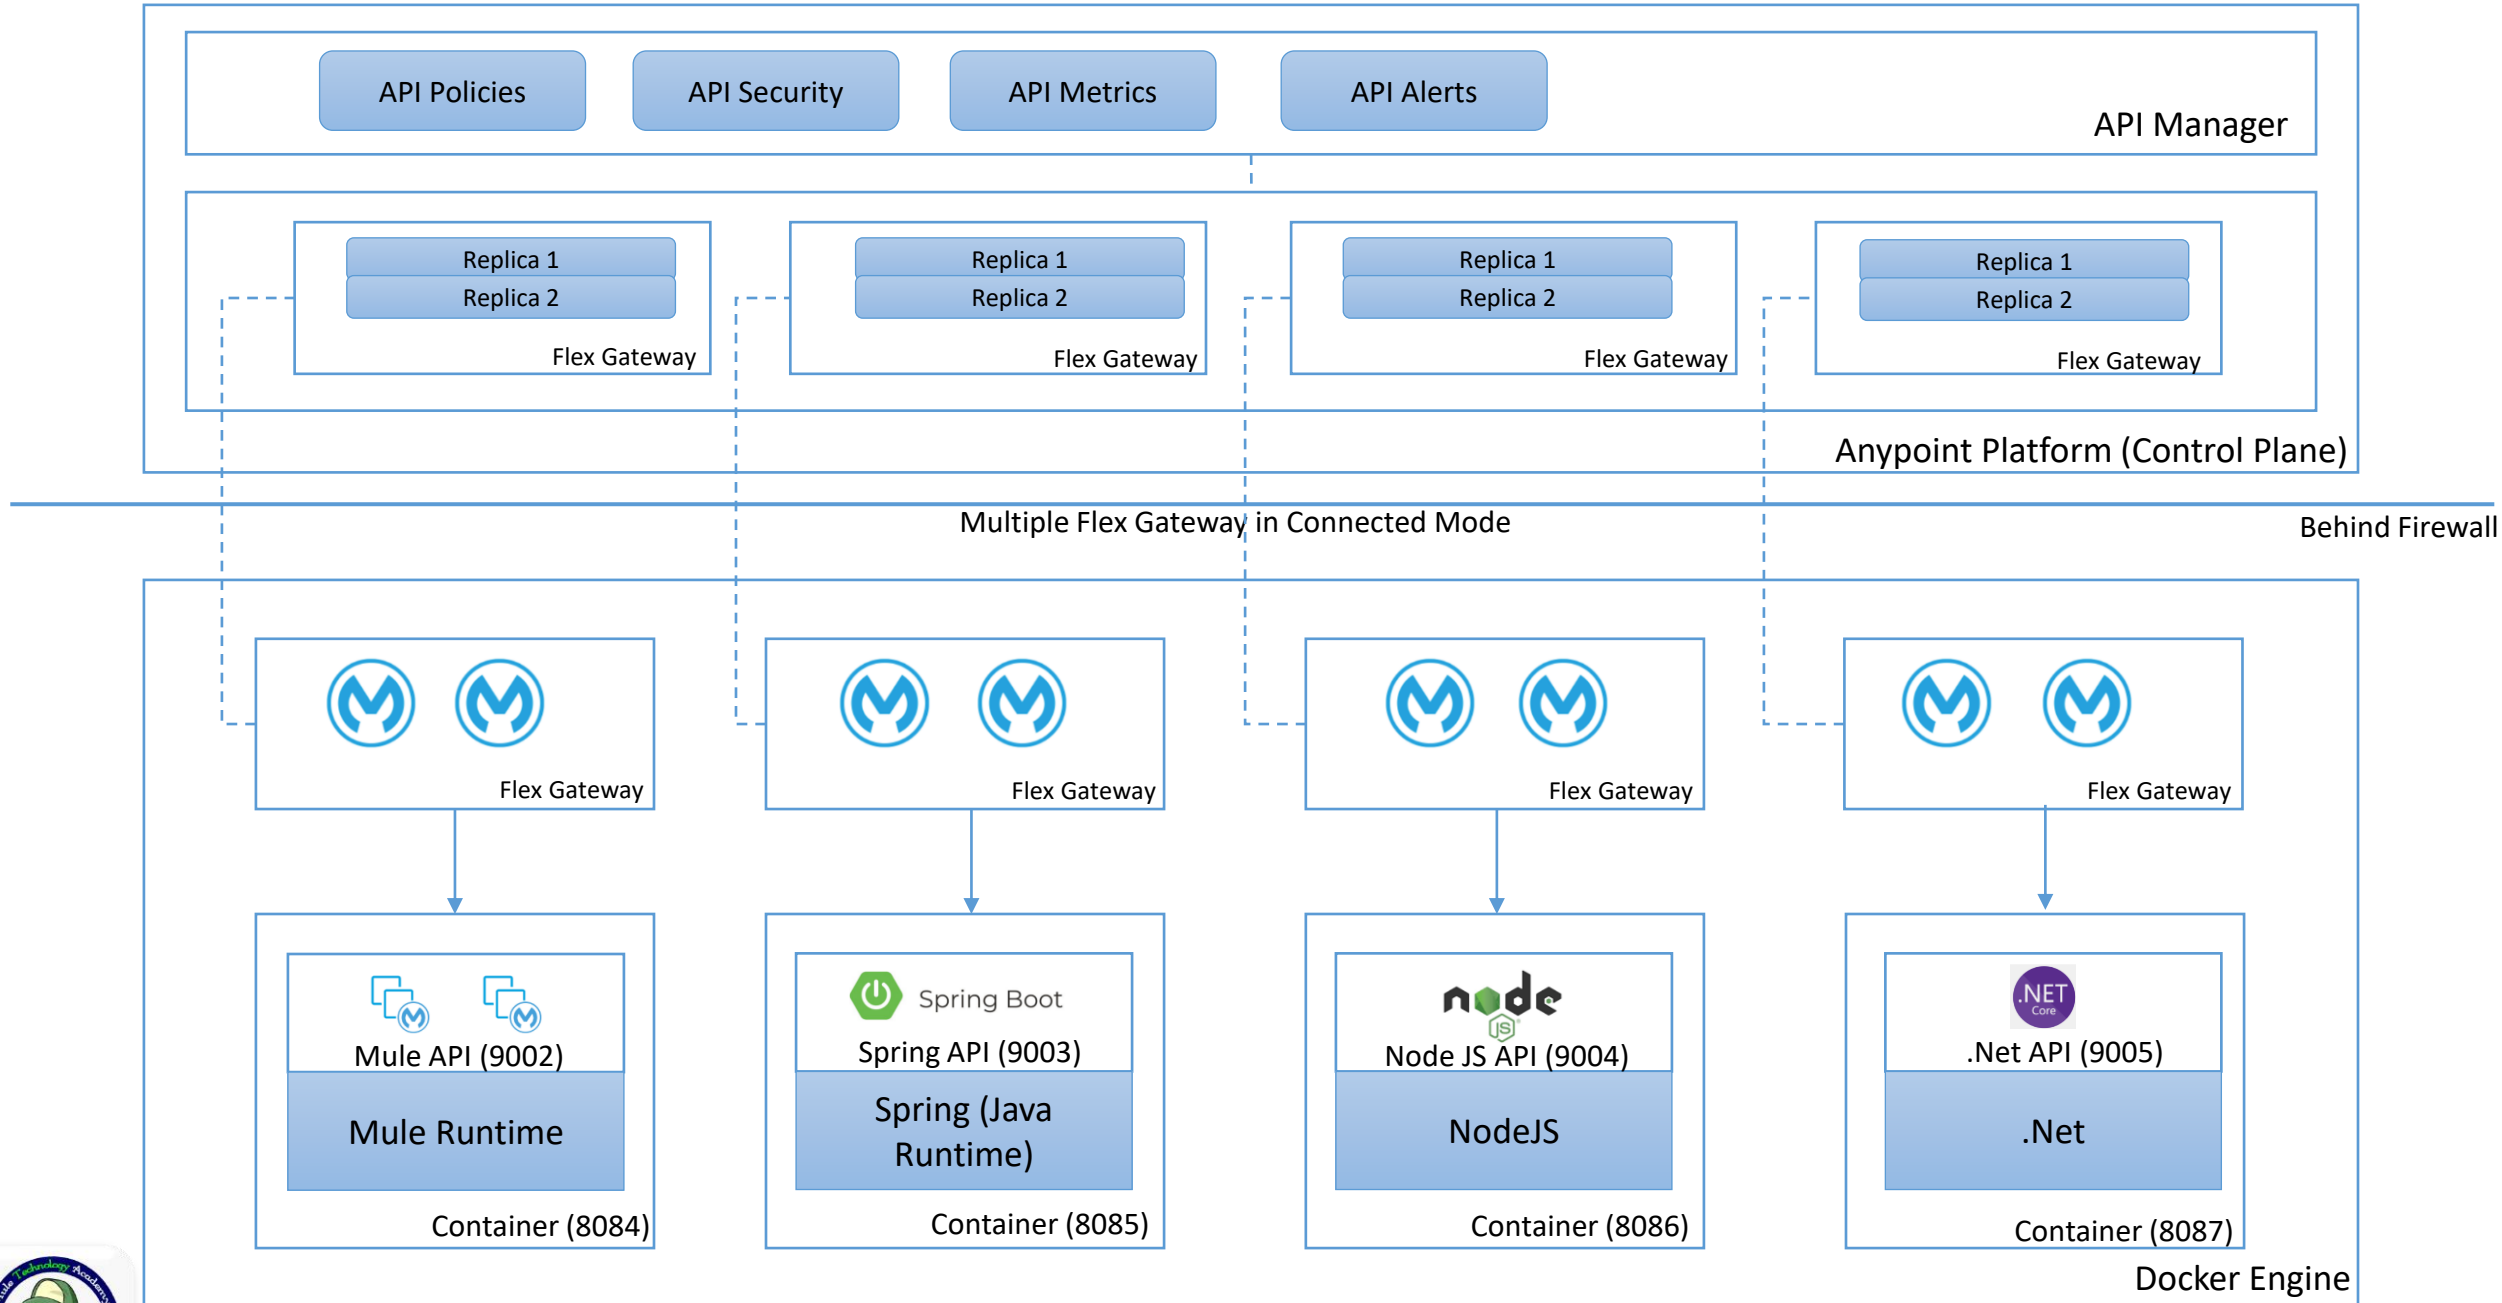 API Policies
API Security
API Metrics
API Alerts
API Manager
Replica 1
Replica 1
Replica 1
Replica 1
Replica 2
Replica 2
Replica 2
Replica 2
Flex Gateway
Flex Gateway
Flex Gateway
Flex Gateway
Anypoint Platform (Control Plane)
Multiple Flex Gateway in Connected Mode
Behind Firewall
Flex Gateway
Flex Gateway
Flex Gateway
Flex Gateway
Spring Boot
node
JS
.NET
Core
Mule API (9002)
Spring API (9003)
Node JS API (9004)
.Net API (9005)
Mule Runtime
Spring (Java
Runtime)
NodeJS
.Net
Container (8084)
Container (8085)
Container (8086)
Container (8087)
Docker Engine
Technology